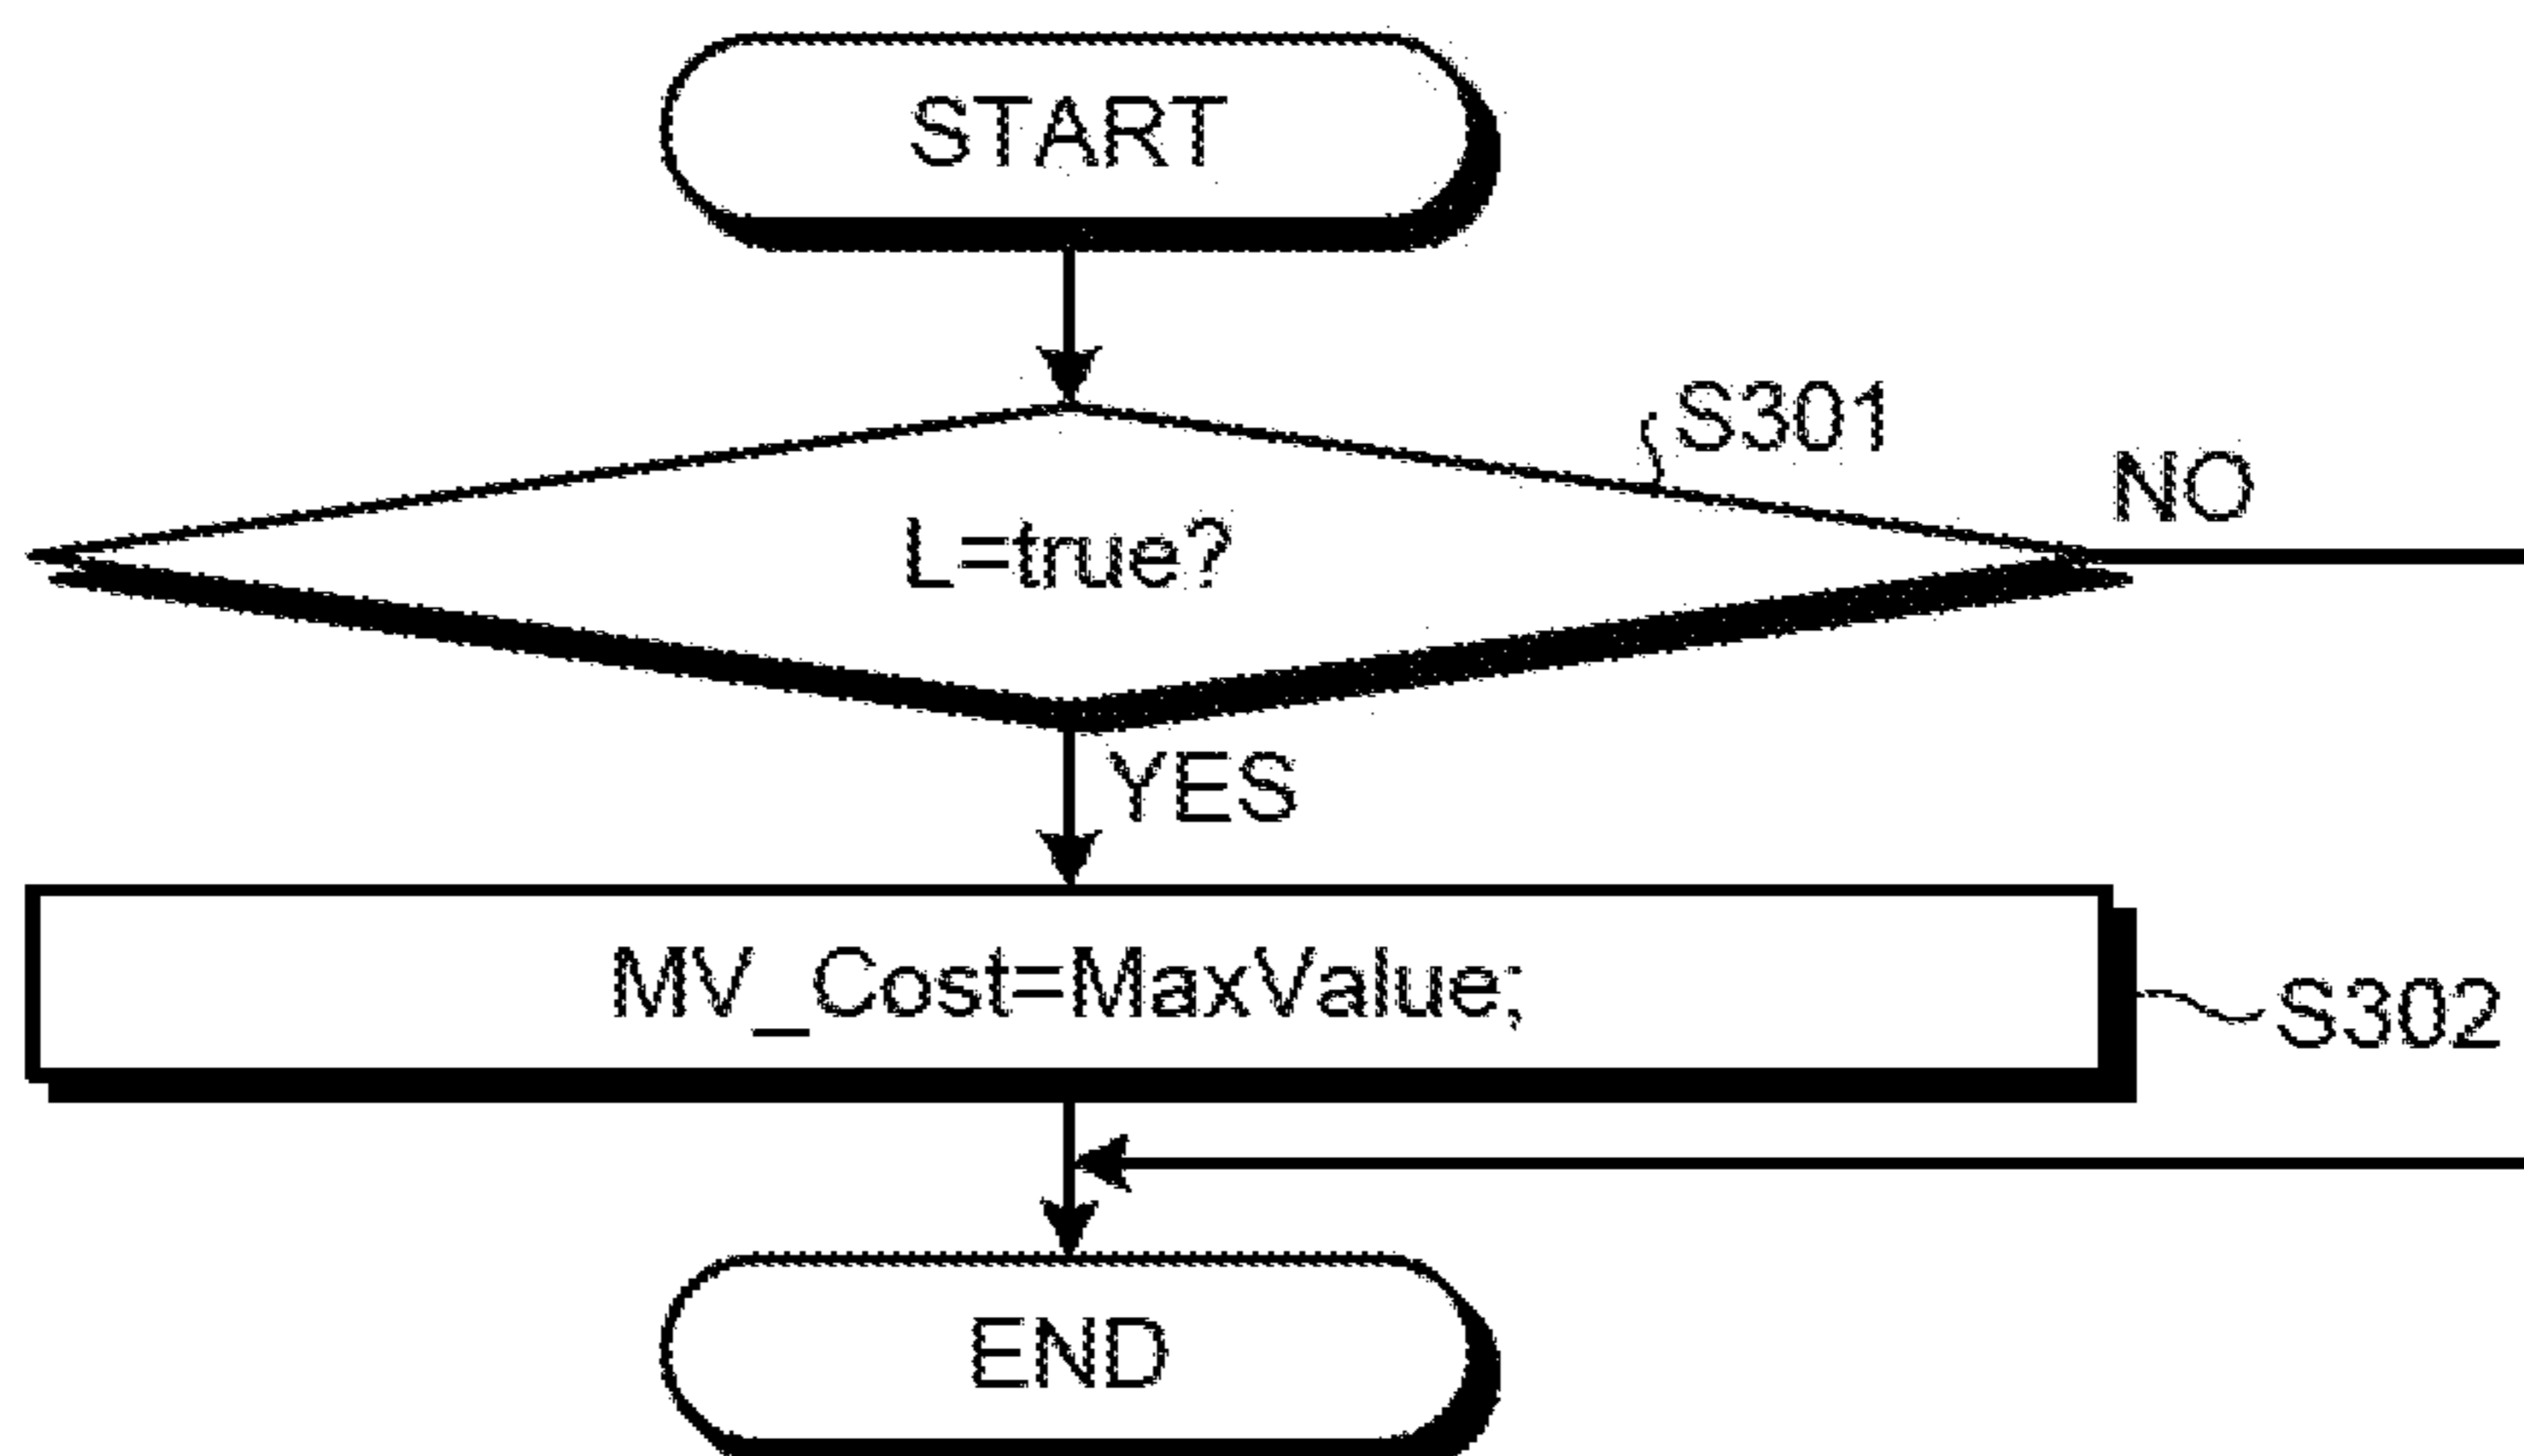 START
S301
NO
L=true?
YES
MV_Cost=MaxValue;
S302
END